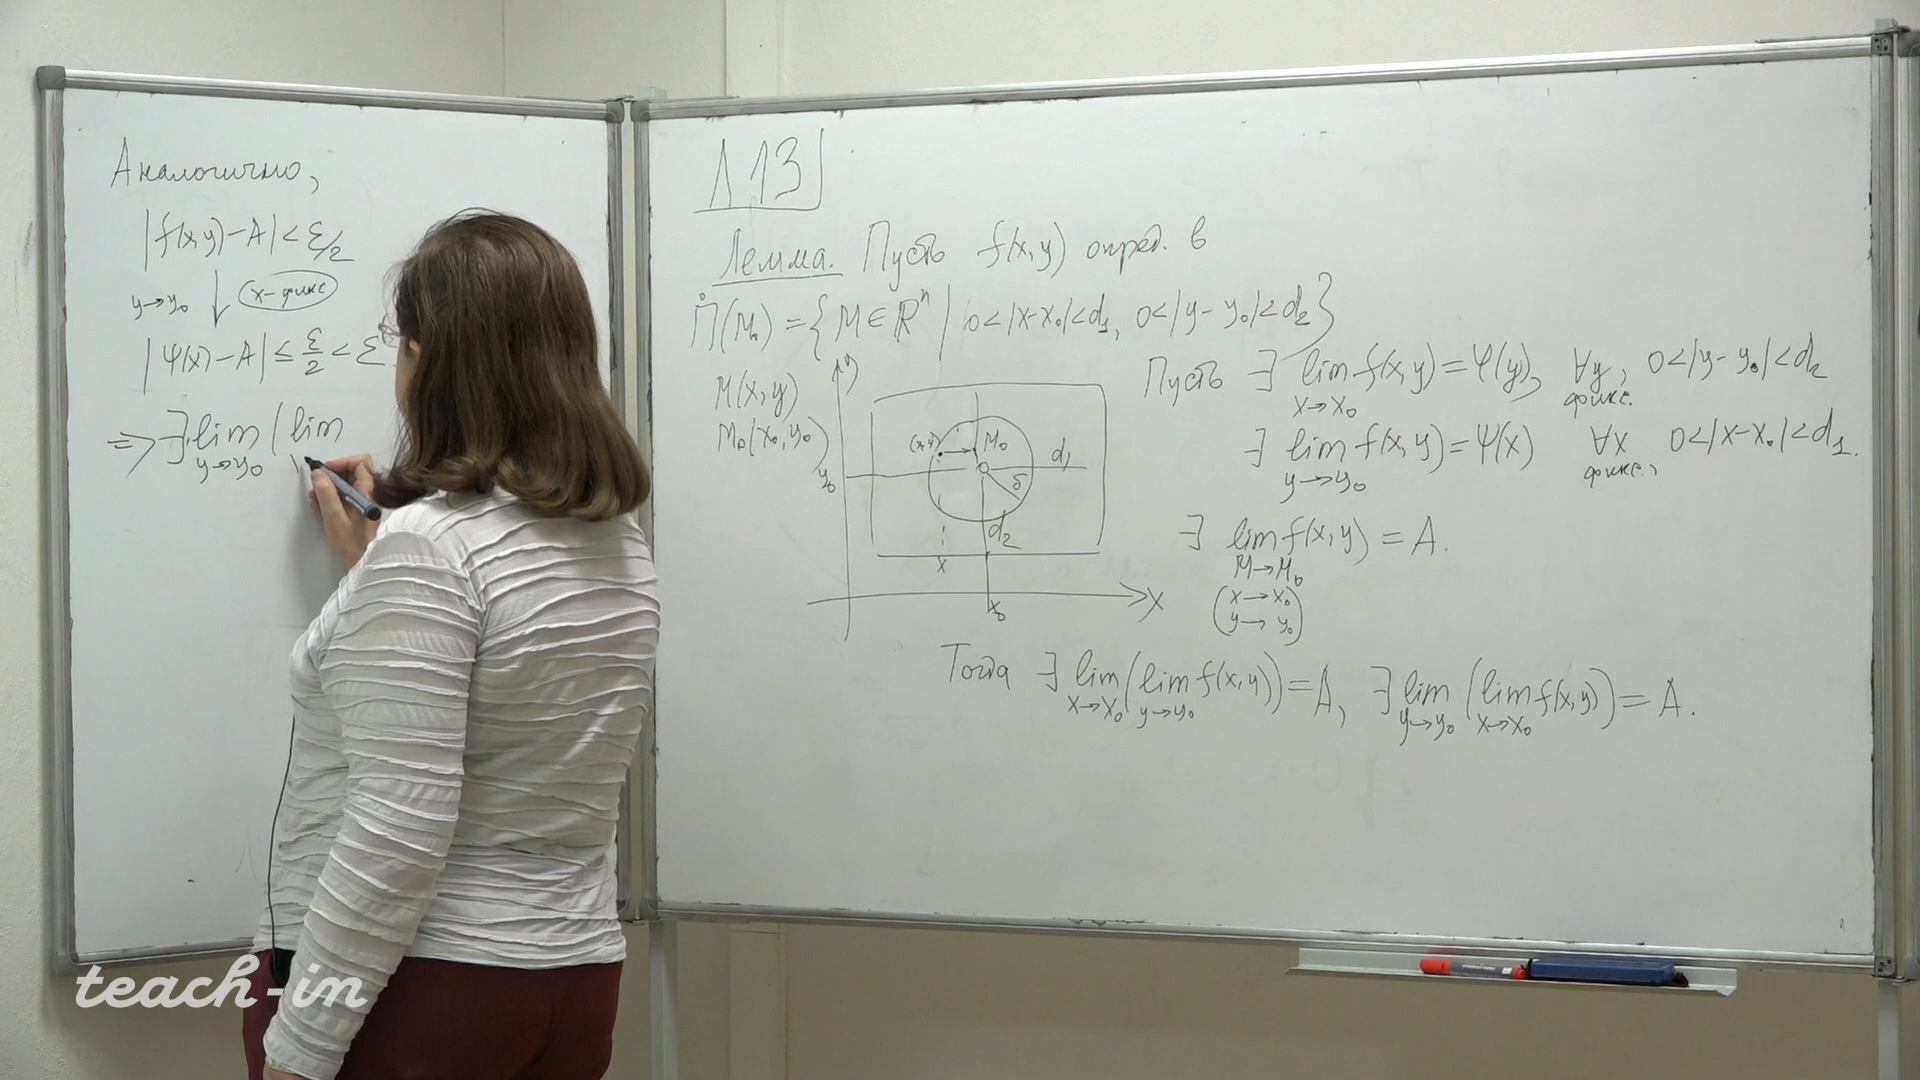 Аналогично,
|f(x,y)-A|<ε/2
y→y₀ ↓ (x-фикс)
|Ψ(x)-A|≤ε/2<ε
⇒∃ lim (lim
y→y₀
Л 13
Лемма. Пусть f(x,y) опред. в
П̊(M₀)={M∈ℝⁿ | 0<|x-x₀|<d₁, 0<|y-y₀|<d₂}
M(x,y)
M₀(x₀,y₀)
y
(x,y) M₀
d₁
y₀
δ
d₂
x
x₀
X
Пусть ∃ lim f(x,y)=Ψ(y), ∀y, 0<|y-y₀|<d₂
x→x₀ фикс.
∃ lim f(x,y)=Ψ(x) ∀x 0<|x-x₀|<d₁.
y→y₀ фикс.,
∃ lim f(x,y)=A.
M→M₀
(x→x₀
y→y₀)
Тогда ∃ lim (lim f(x,y))=A, ∃ lim (lim f(x,y))=A.
x→x₀ y→y₀ y→y₀ x→x₀
teach-in